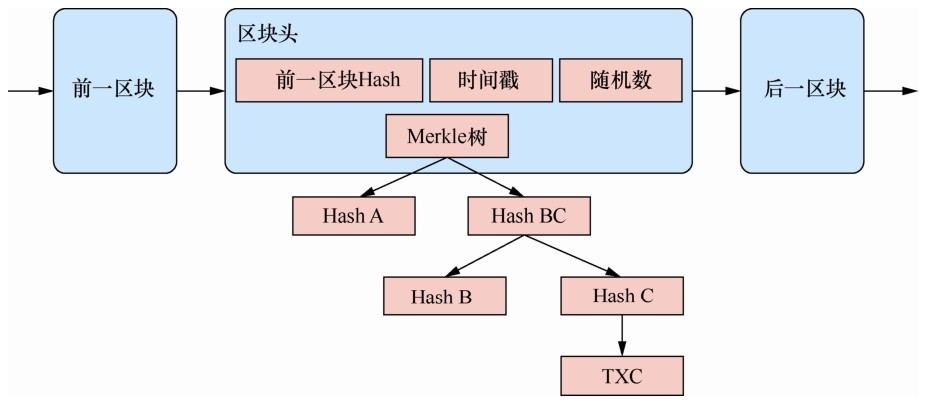 区块头
前一区块
前一区块Hash
时间戳
随机数
后一区块
Merkle树
Hash A
Hash BC
Hash B
Hash C
TXC